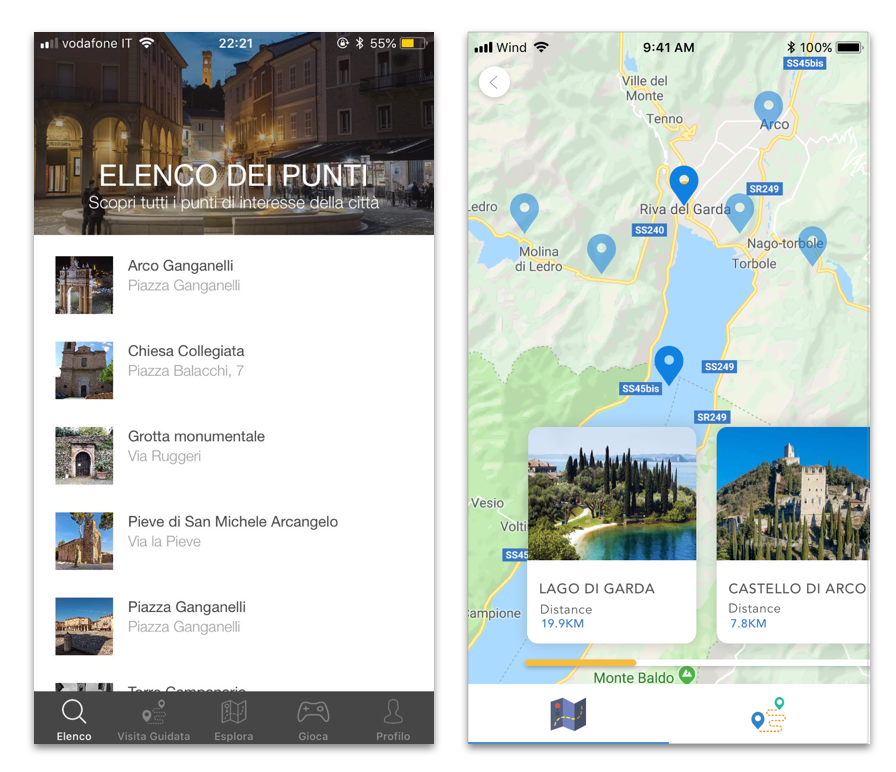 vodafone IT
22:21
55%
ELENCO DEI PUNTI
Scopri tutti i punti di interesse della città
Arco Ganganelli
Piazza Ganganelli
Chiesa Collegiata
Piazza Balacchi, 7
Grotta monumentale
Via Ruggeri
Pieve di San Michele Arcangelo
Via la Pieve
Piazza Ganganelli
Piazza Ganganelli
Torre Campanaria
Elenco
Visita Guidata
Esplora
Gioca
Profilo
Wind
9:41 AM
100%
SS45bis
Ville del
Monte
Tenno
Arco
SR249
Ledro
Riva del Garda
SS240
Nago-torbole
Molina
di Ledro
Torbole
SS249
SS45bis
SR249
Vesio
Volti
SS45
Campione
LAGO DI GARDA
Distance
19.9KM
CASTELLO DI ARCO
Distance
7.8KM
Monte Baldo